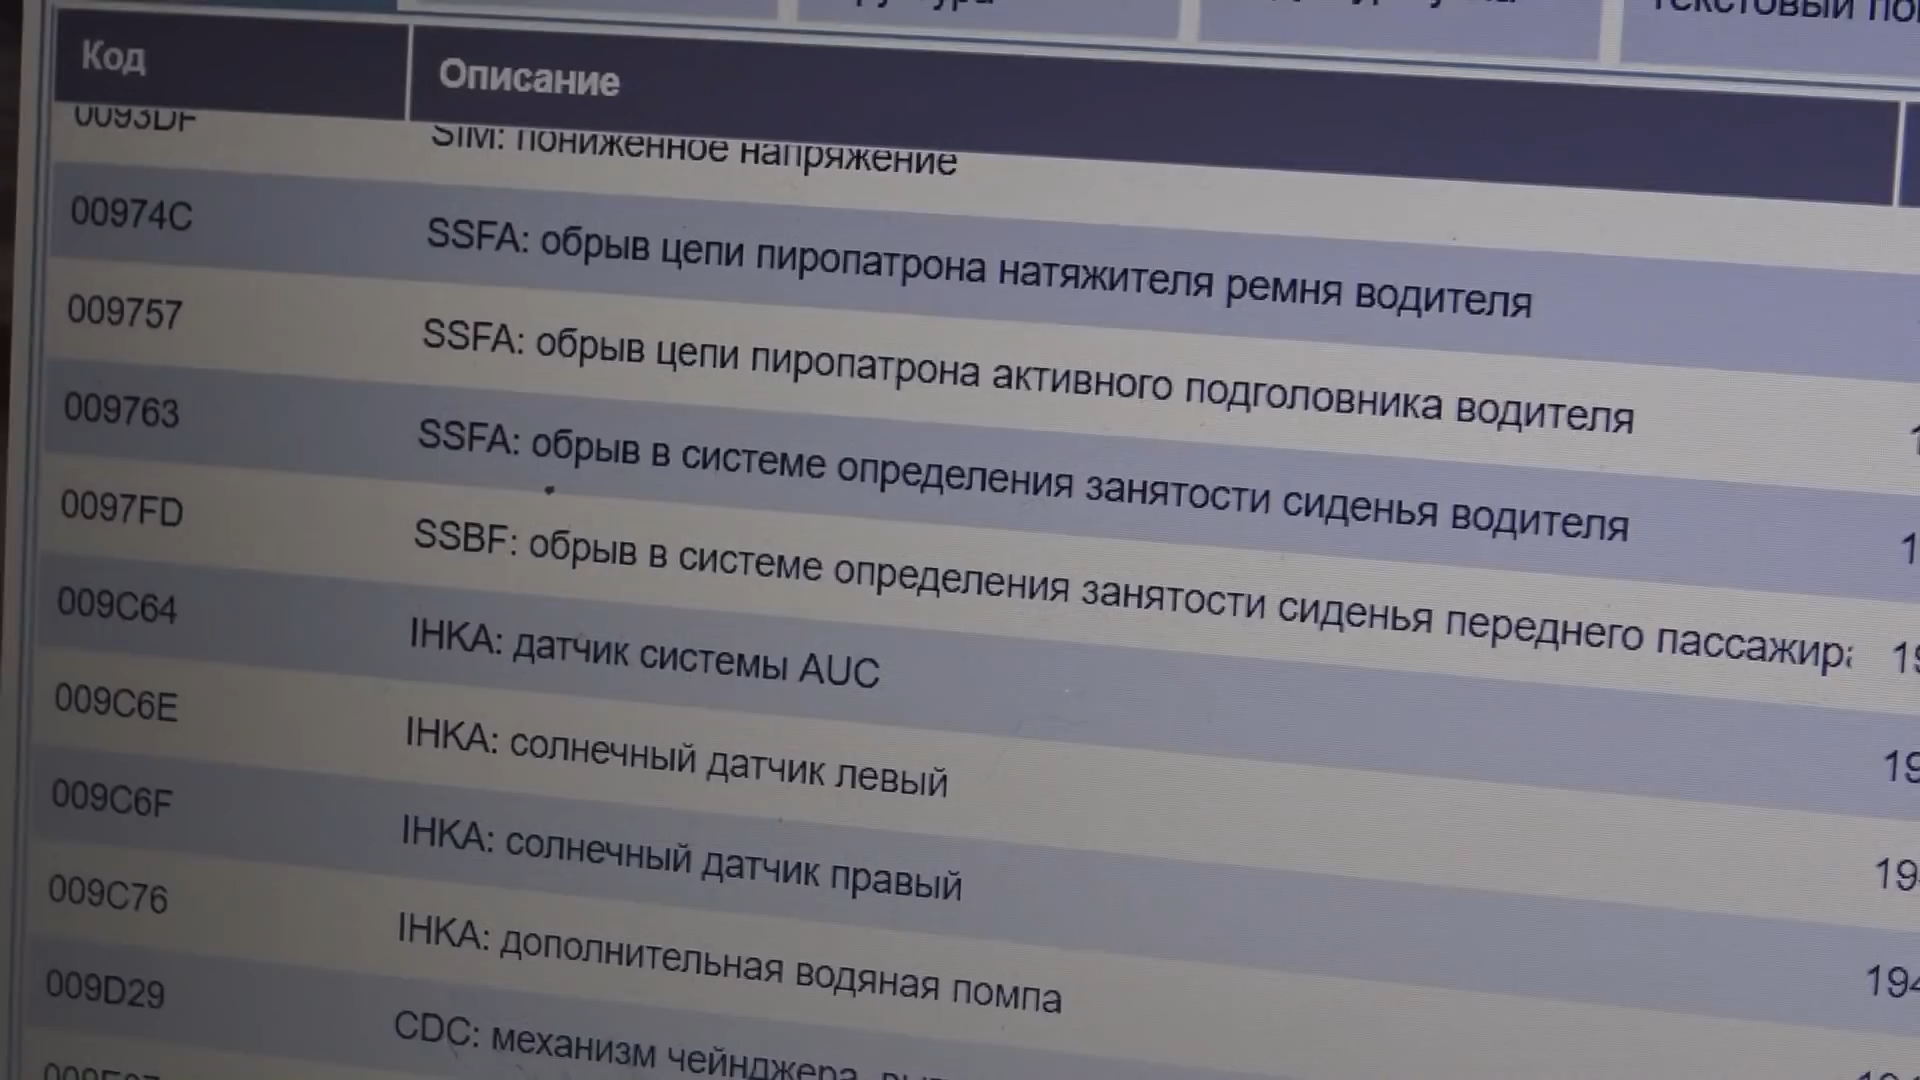 Код Описание
0093DF SIM: пониженное напряжение
00974C SSFA: обрыв цепи пиропатрона натяжителя ремня водителя
009757 SSFA: обрыв цепи пиропатрона активного подголовника водителя
009763 SSFA: обрыв в системе определения занятости сиденья водителя
0097FD SSBF: обрыв в системе определения занятости сиденья переднего пассажира
009C64 IHKA: датчик системы AUC
009C6E IHKA: солнечный датчик левый
009C6F IHKA: солнечный датчик правый
009C76 IHKA: дополнительная водяная помпа
009D29 CDC: механизм чейнджера